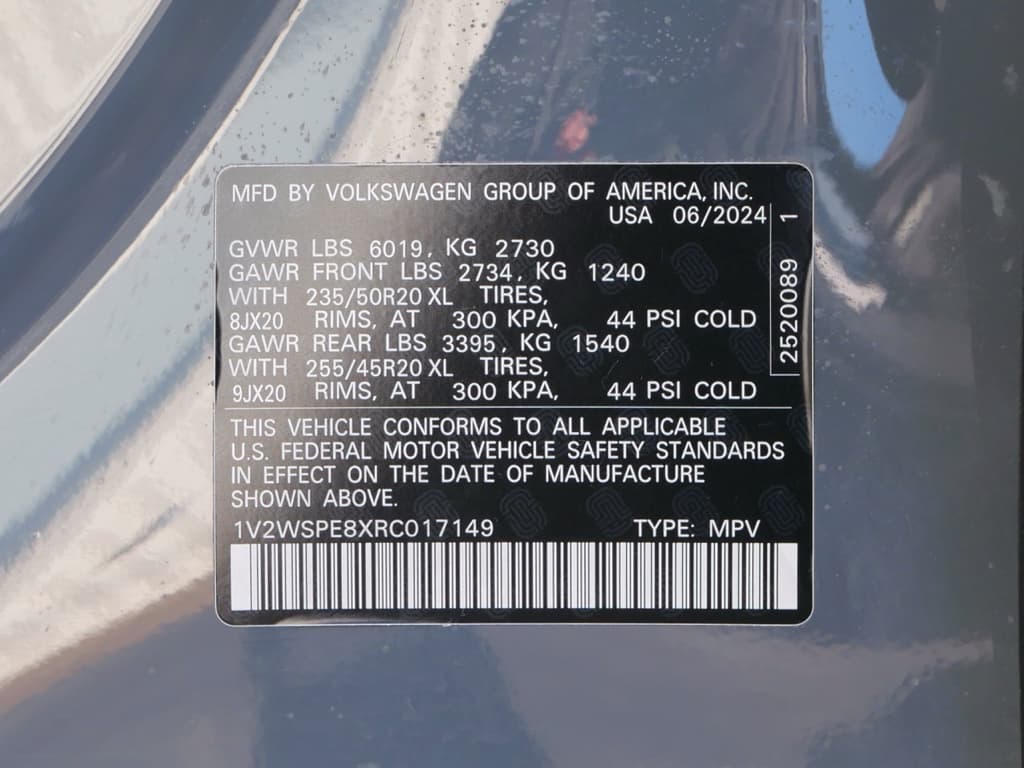 MFD BY VOLKSWAGEN GROUP OF AMERICA, INC.
USA 06/2024
GVWR LBS 6019, KG 2730
GAWR FRONT LBS 2734, KG 1240
WITH 235/50R20 XL TIRES,
8JX20 RIMS, AT 300 KPA, 44 PSI COLD
GAWR REAR LBS 3395, KG 1540
WITH 255/45R20 XL TIRES,
9JX20 RIMS, AT 300 KPA, 44 PSI COLD
2520089 1
THIS VEHICLE CONFORMS TO ALL APPLICABLE
U.S. FEDERAL MOTOR VEHICLE SAFETY STANDARDS
IN EFFECT ON THE DATE OF MANUFACTURE
SHOWN ABOVE.
1V2WSPE8XRC017149 TYPE: MPV